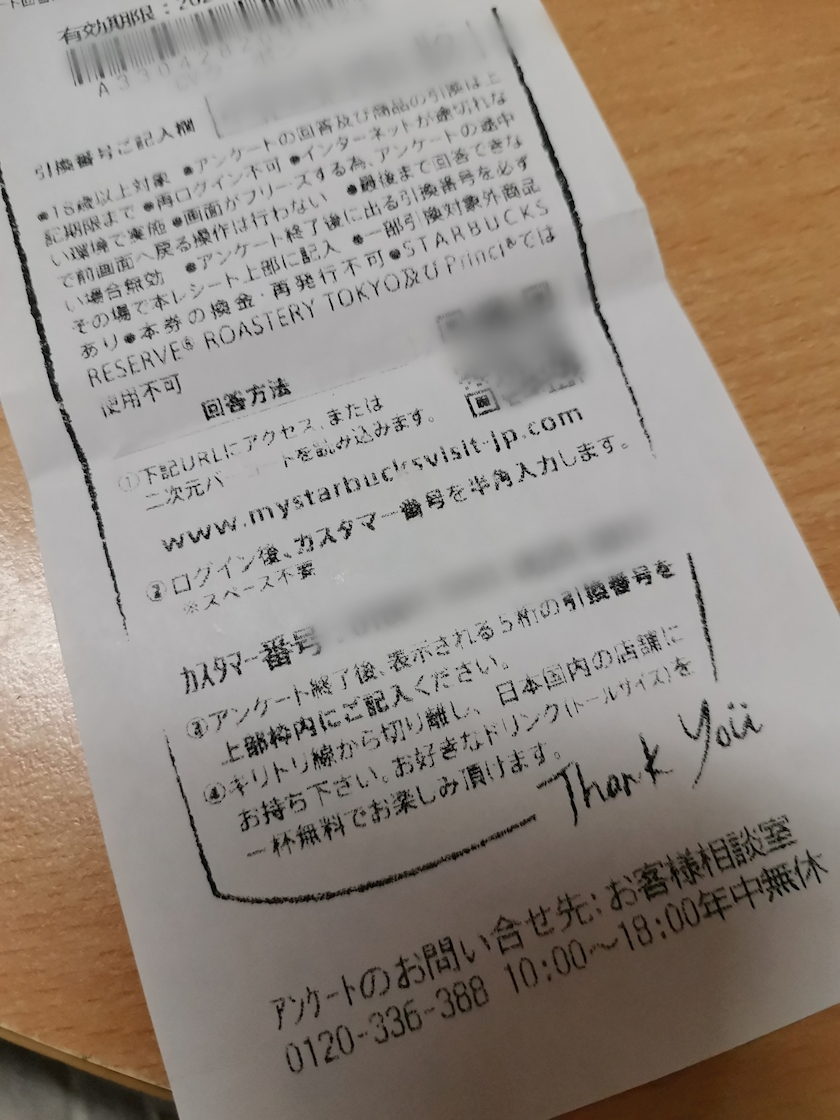 有効期限:202
A330428
引換番号ご記入欄
●18歳以上対象 ●アンケートの回答及び商品の引換は上
記期限まで ●再ログイン不可 ●インターネットが途切れな
い環境で実施 ●画面がフリーズする為、アンケートの途中
で前画面へ戻る操作は行わない ●最後まで回答できな
い場合無効 ●アンケート終了後に出る引換番号を必ず
その場で本レシート上部に記入 ●一部引換対象外商品
あり●本券の換金・再発行不可●STARBUCKS
RESERVE® ROASTERY TOKYO及びPrinci®では
使用不可
回答方法
①下記URLにアクセス、または
二次元バーコードを読み込みます。
www.mystarbucksvisit-jp.com
②ログイン後、カスタマー番号を半角入力します。
※スペース不要
カスタマー番号:
③アンケート終了後、表示される5桁の引換番号を
上部枠内にご記入ください。
④キリトリ線から切り離し、日本国内の店舗に
お持ち下さい。お好きなドリンク(トールサイズ)を
一杯無料でお楽しみ頂けます。
Thank You
アンケートのお問い合せ先:お客様相談室
0120-336-388 10:00～18:00年中無休